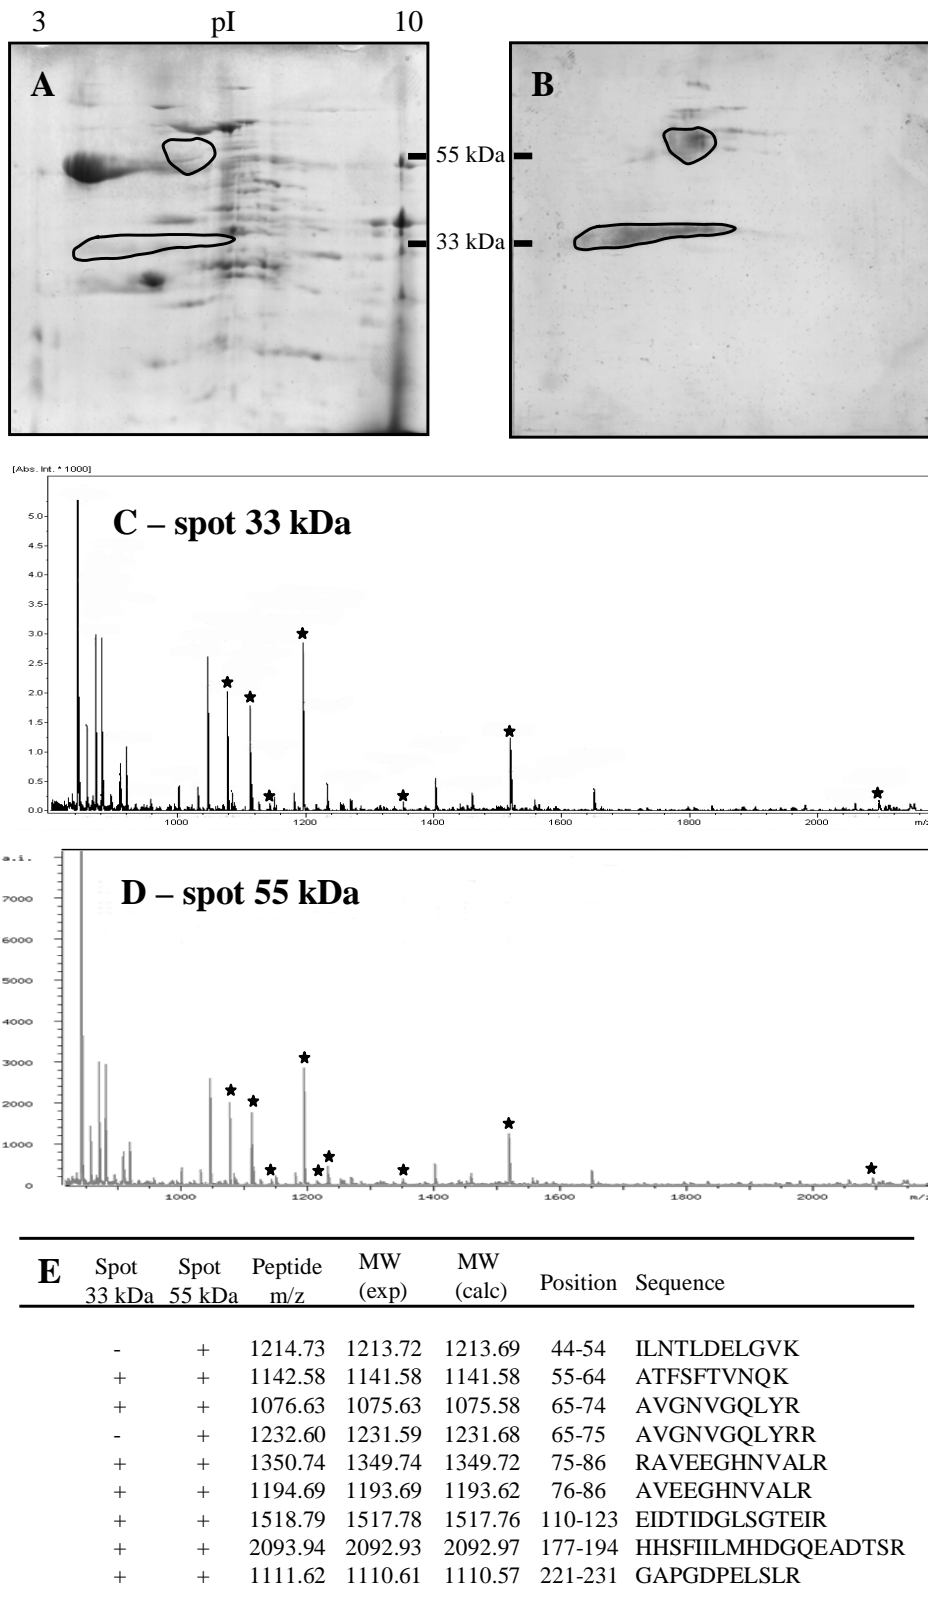 3 pI 10
A B
55 kDa
33 kDa
[Abs. Int. * 1000]
C – spot 33 kDa
5.0
4.5
4.0
3.5
3.0
2.5
2.0
1.5
1.0
0.5
0.0
1000 1200 1400 1600 1800 2000 m/z
a.i.
D – spot 55 kDa
7000
6000
5000
4000
3000
2000
1000
0
1000 1200 1400 1600 1800 2000 m/z
E Spot Spot Peptide MW MW Position Sequence
33 kDa 55 kDa m/z (exp) (calc)
- + 1214.73 1213.72 1213.69 44-54 ILNTLDELGVK
+ + 1142.58 1141.58 1141.58 55-64 ATFSFTVNQK
+ + 1076.63 1075.63 1075.58 65-74 AVGNVGQLYR
- + 1232.60 1231.59 1231.68 65-75 AVGNVGQLYRR
+ + 1350.74 1349.74 1349.72 75-86 RAVEEGHNVALR
+ + 1194.69 1193.69 1193.62 76-86 AVEEGHNVALR
+ + 1518.79 1517.78 1517.76 110-123 EIDTIDGLSGTEIR
+ + 2093.94 2092.93 2092.97 177-194 HHSFIILMHDGQEADTSR
+ + 1111.62 1110.61 1110.57 221-231 GAPGDPELSLR